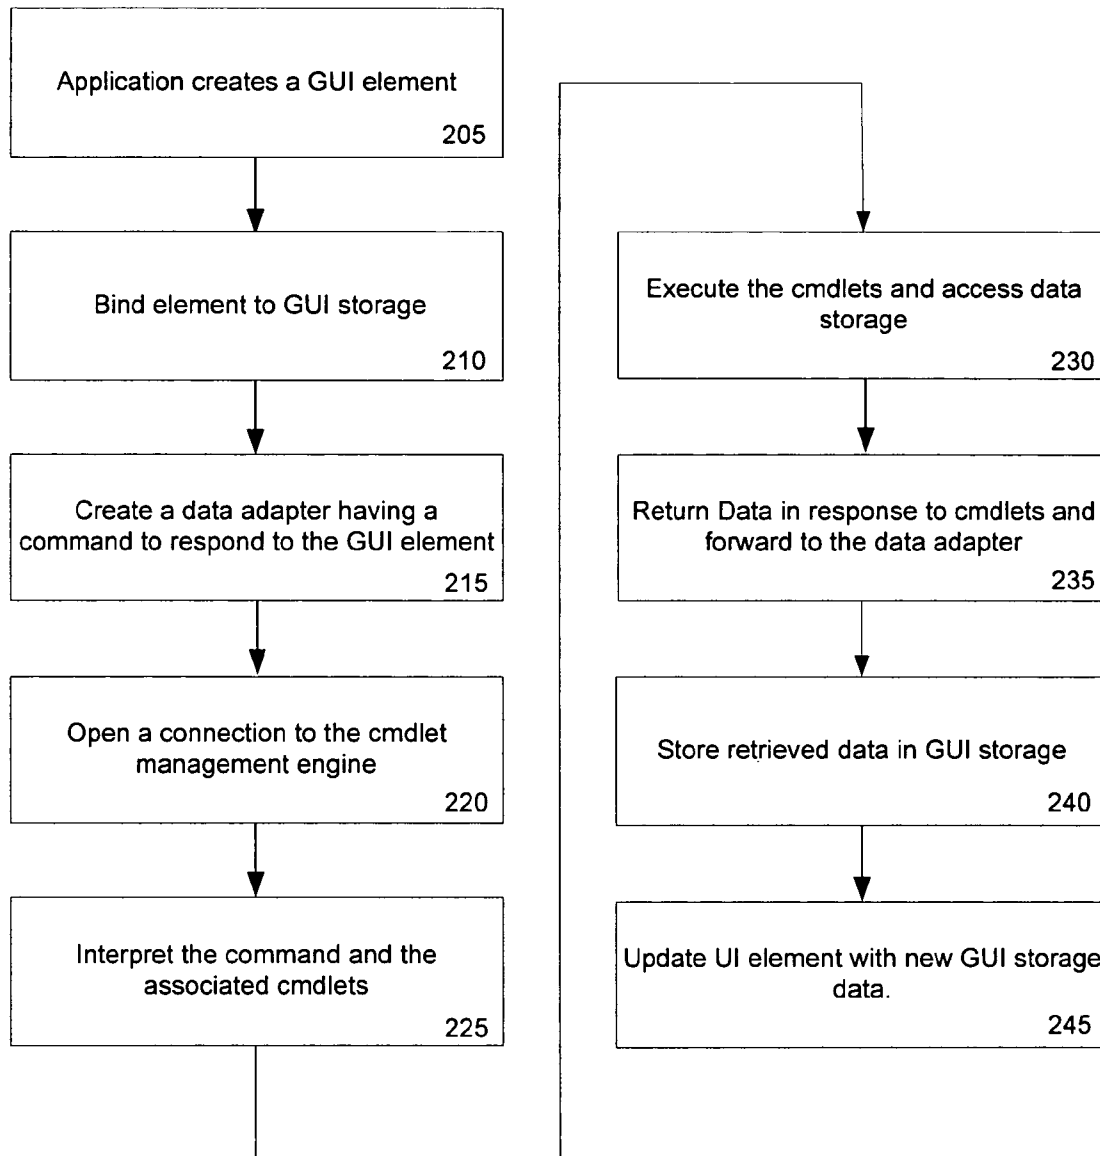 Application creates a GUI element
205
Bind element to GUI storage
210
Create a data adapter having a
command to respond to the GUI element
215
Open a connection to the cmdlet
management engine
220
Interpret the command and the
associated cmdlets
225
Execute the cmdlets and access data
storage
230
Return Data in response to cmdlets and
forward to the data adapter
235
Store retrieved data in GUI storage
240
Update UI element with new GUI storage
data.
245